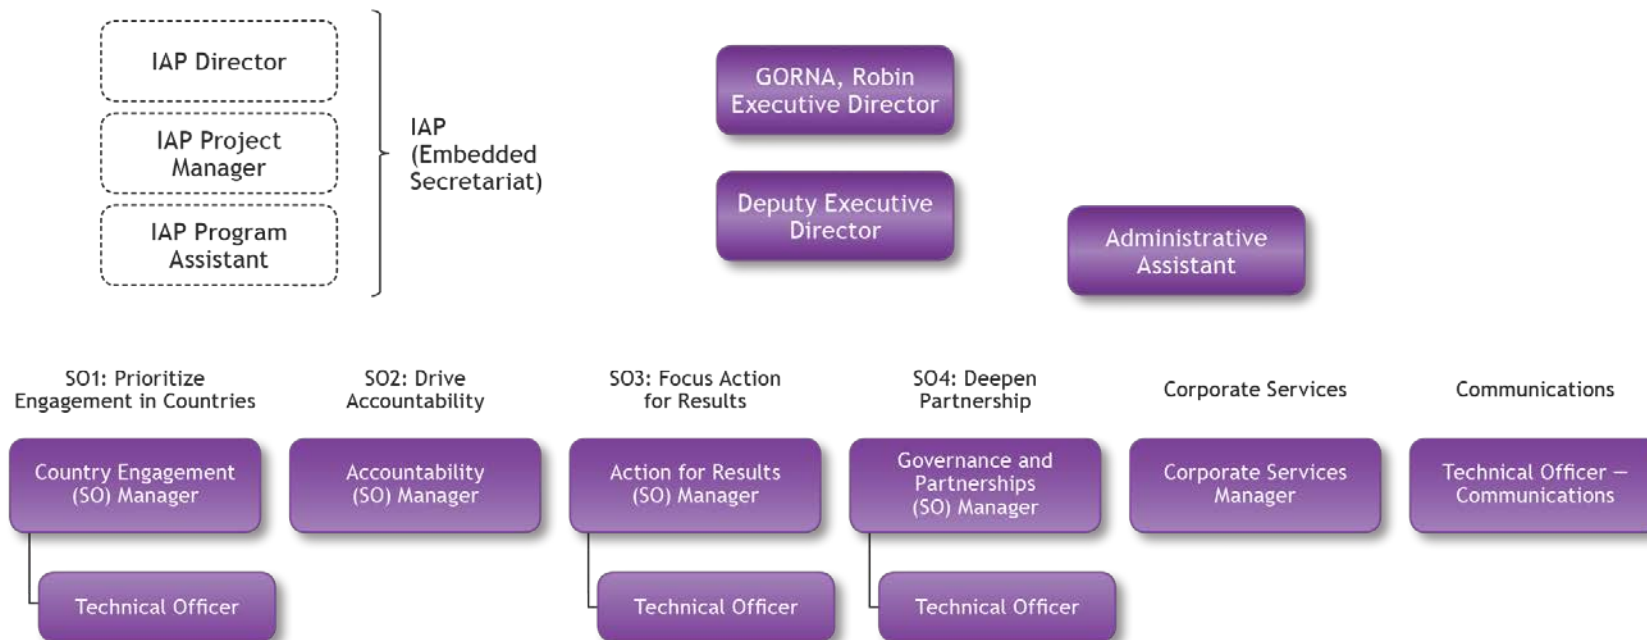 IAP Director
IAP Project
Manager
IAP Program
Assistant
IAP
(Embedded
Secretariat)
GORNA, Robin
Executive Director
Deputy Executive
Director
Administrative
Assistant
SO1: Prioritize
Engagement in Countries
SO2: Drive
Accountability
SO3: Focus Action
for Results
SO4: Deepen
Partnership
Corporate Services
Communications
Country Engagement
(SO) Manager
Accountability
(SO) Manager
Action for Results
(SO) Manager
Governance and
Partnerships
(SO) Manager
Corporate Services
Manager
Technical Officer —
Communications
Technical Officer
Technical Officer
Technical Officer